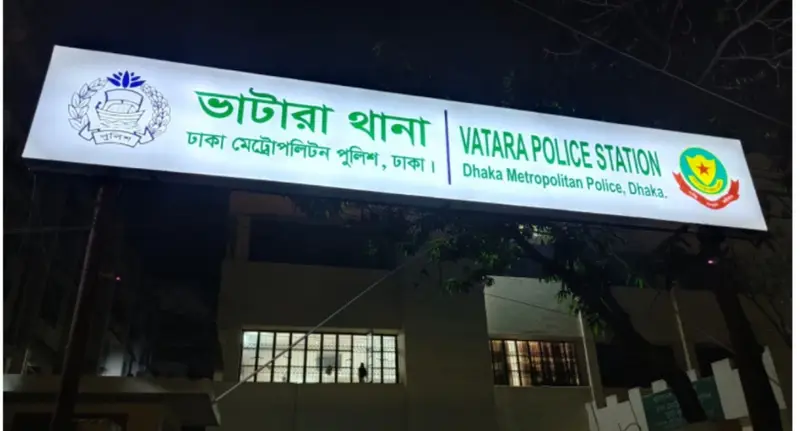 ভাটারা থানা
ঢাকা মেট্রোপলিটন পুলিশ, ঢাকা।
VATARA POLICE STATION
Dhaka Metropolitan Police, Dhaka.
পুলিশ